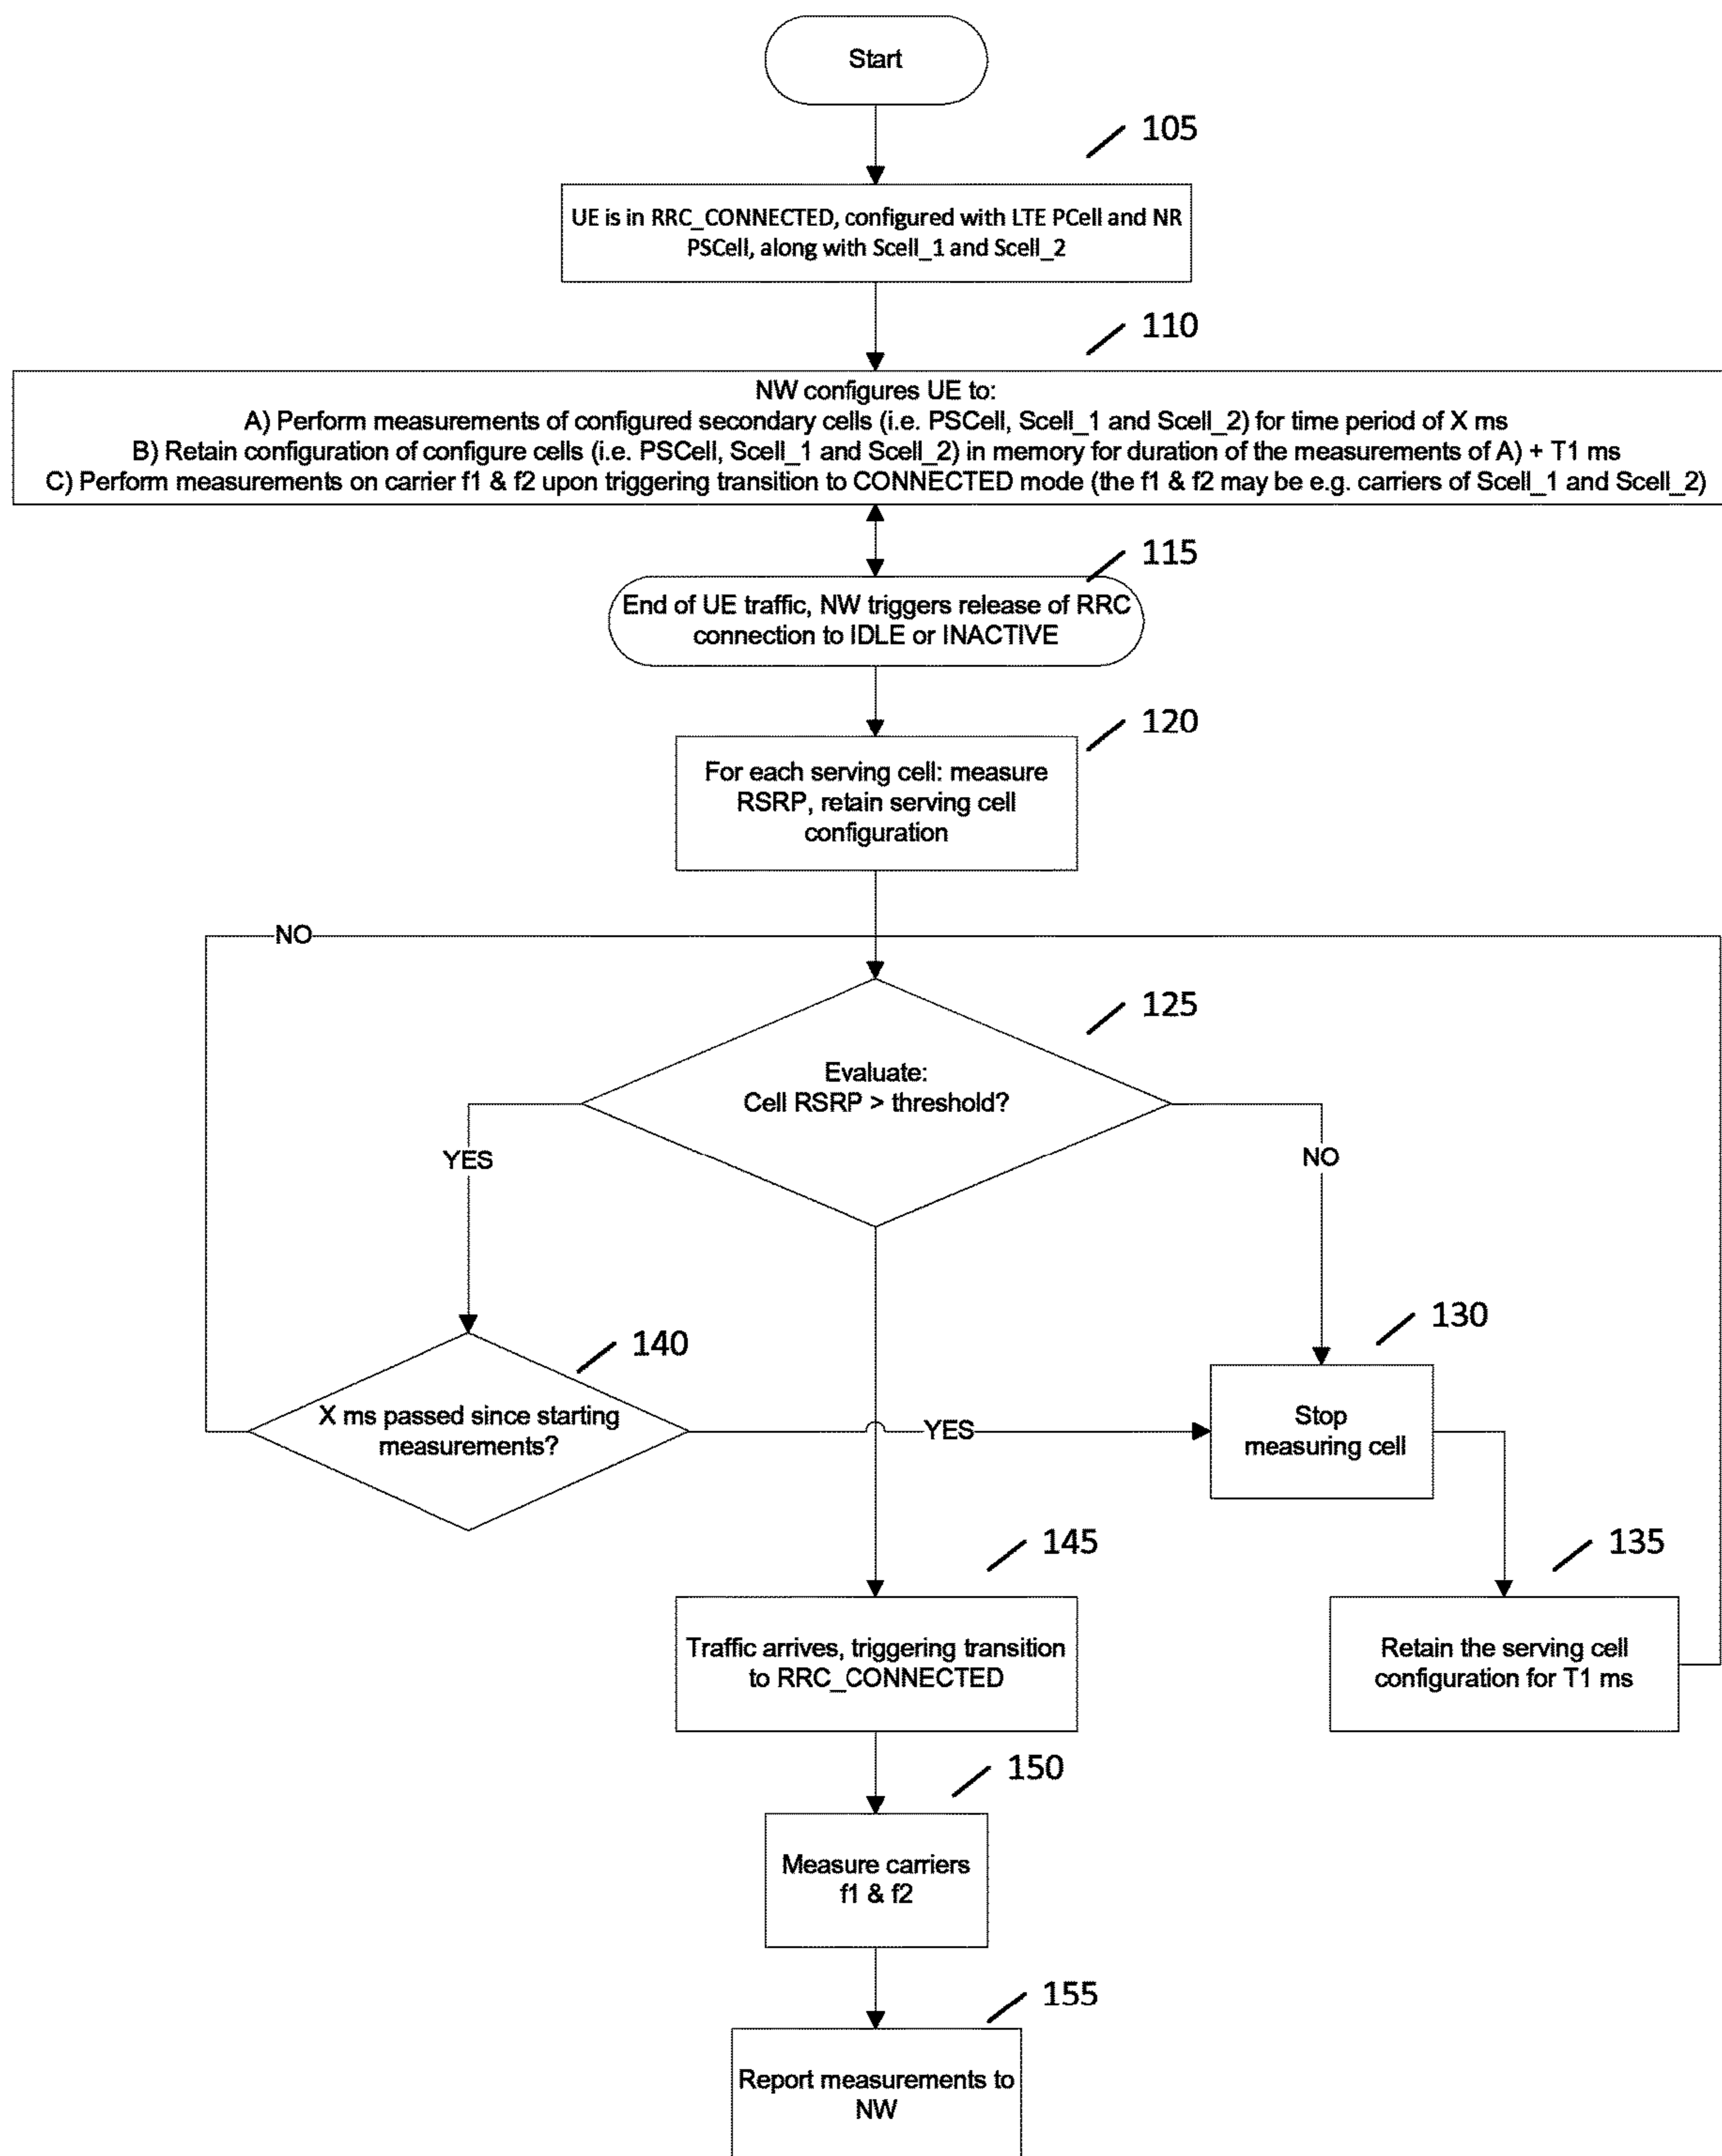 Start
105
UE is in RRC_CONNECTED, configured with LTE PCell and NR
PSCell, along with Scell_1 and Scell_2
110
NW configures UE to:
A) Perform measurements of configured secondary cells (i.e. PSCell, Scell_1 and Scell_2) for time period of X ms
B) Retain configuration of configure cells (i.e. PSCell, Scell_1 and Scell_2) in memory for duration of the measurements of A) + T1 ms
C) Perform measurements on carrier f1 & f2 upon triggering transition to CONNECTED mode (the f1 & f2 may be e.g. carriers of Scell_1 and Scell_2)
115
End of UE traffic, NW triggers release of RRC
connection to IDLE or INACTIVE
120
For each serving cell: measure
RSRP, retain serving cell
configuration
NO
125
Evaluate:
Cell RSRP > threshold?
YES
NO
130
140
X ms passed since starting
measurements?
YES
Stop
measuring cell
145
135
Traffic arrives, triggering transition
to RRC_CONNECTED
Retain the serving cell
configuration for T1 ms
150
Measure carriers
f1 & f2
155
Report measurements to
NW